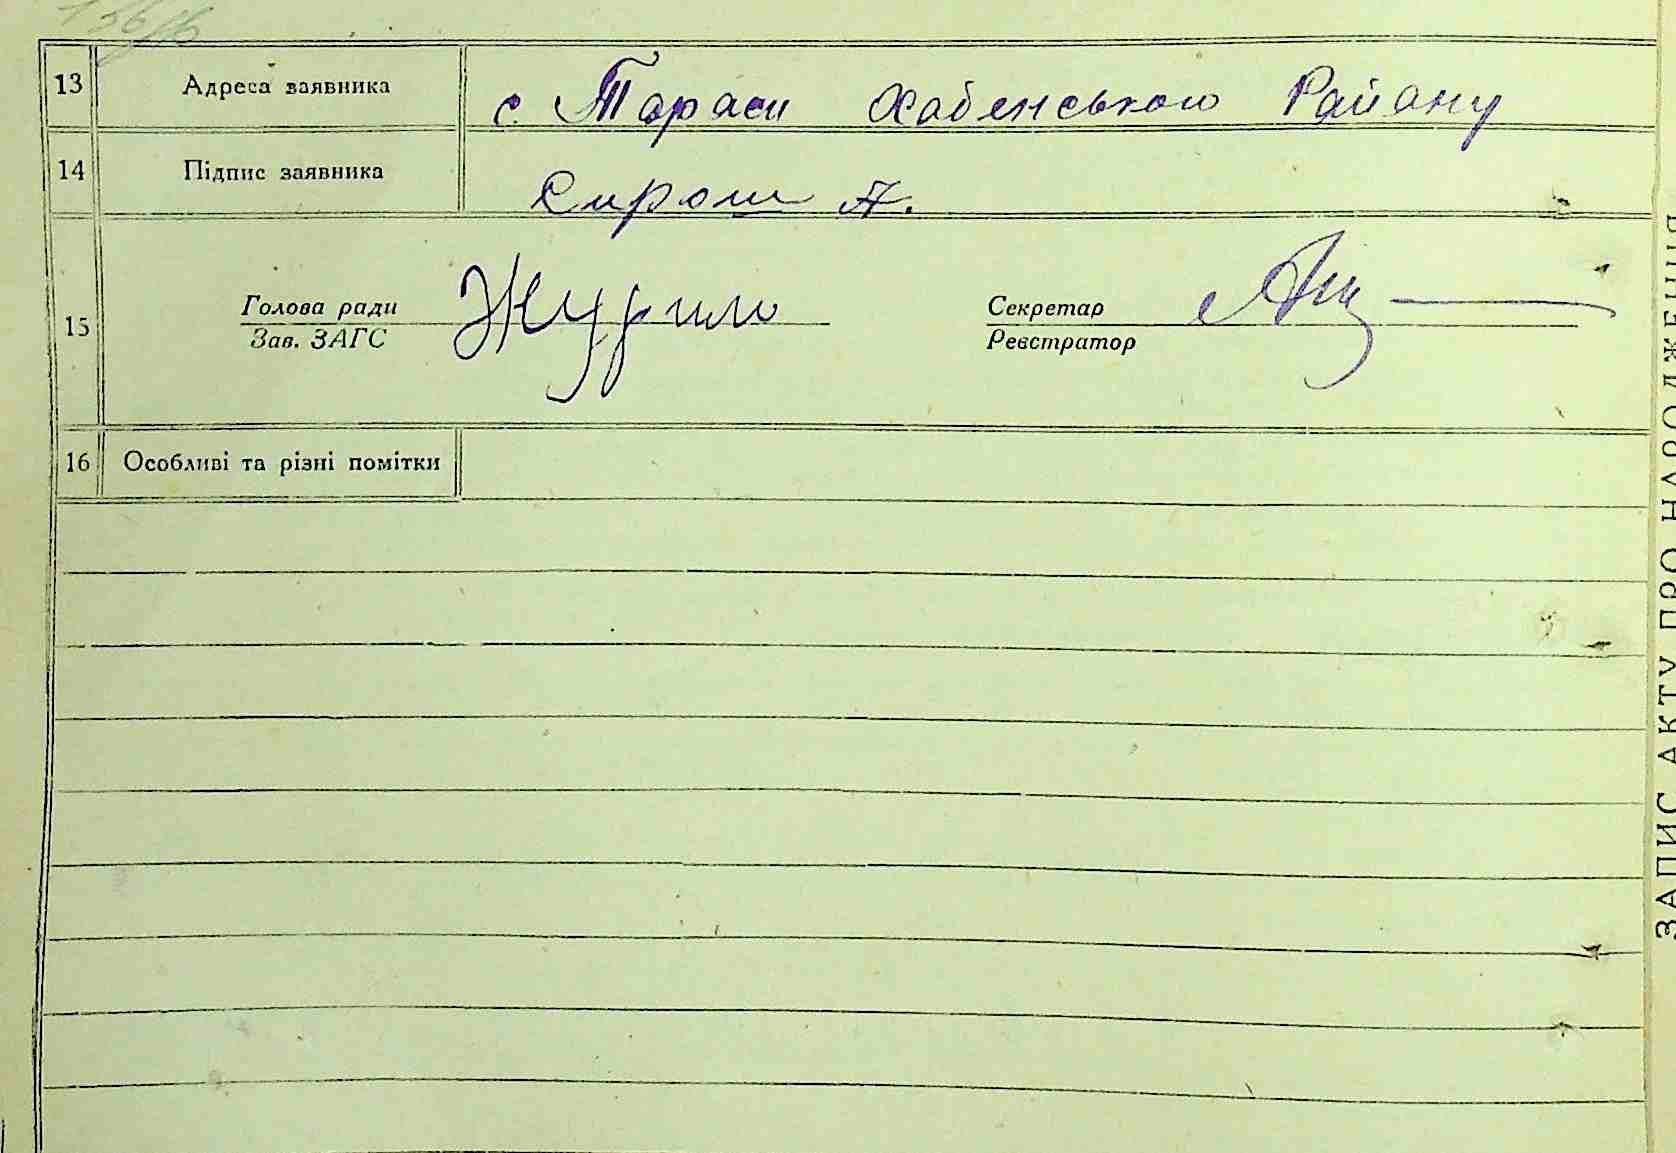 13 Адреса заявника с. Тараси Хабенського Району
14 Підпис заявника Сирош А.
15 Голова ради Журило Секретар
Зав. ЗАГС Реєстратор
16 Особливі та різні помітки
ЗАПИС АКТУ ПРО НАРОДЖЕННЯ